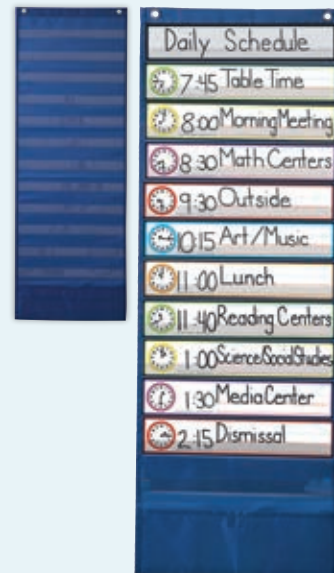 Daily Schedule
7:45 Table Time
8:00 Morning Meeting
8:30 Math Centers
9:30 Outside
10:15 Art/Music
11:00 Lunch
11:40 Reading Centers
1:00 Science/Social Studies
1:30 Media Center
2:15 Dismissal